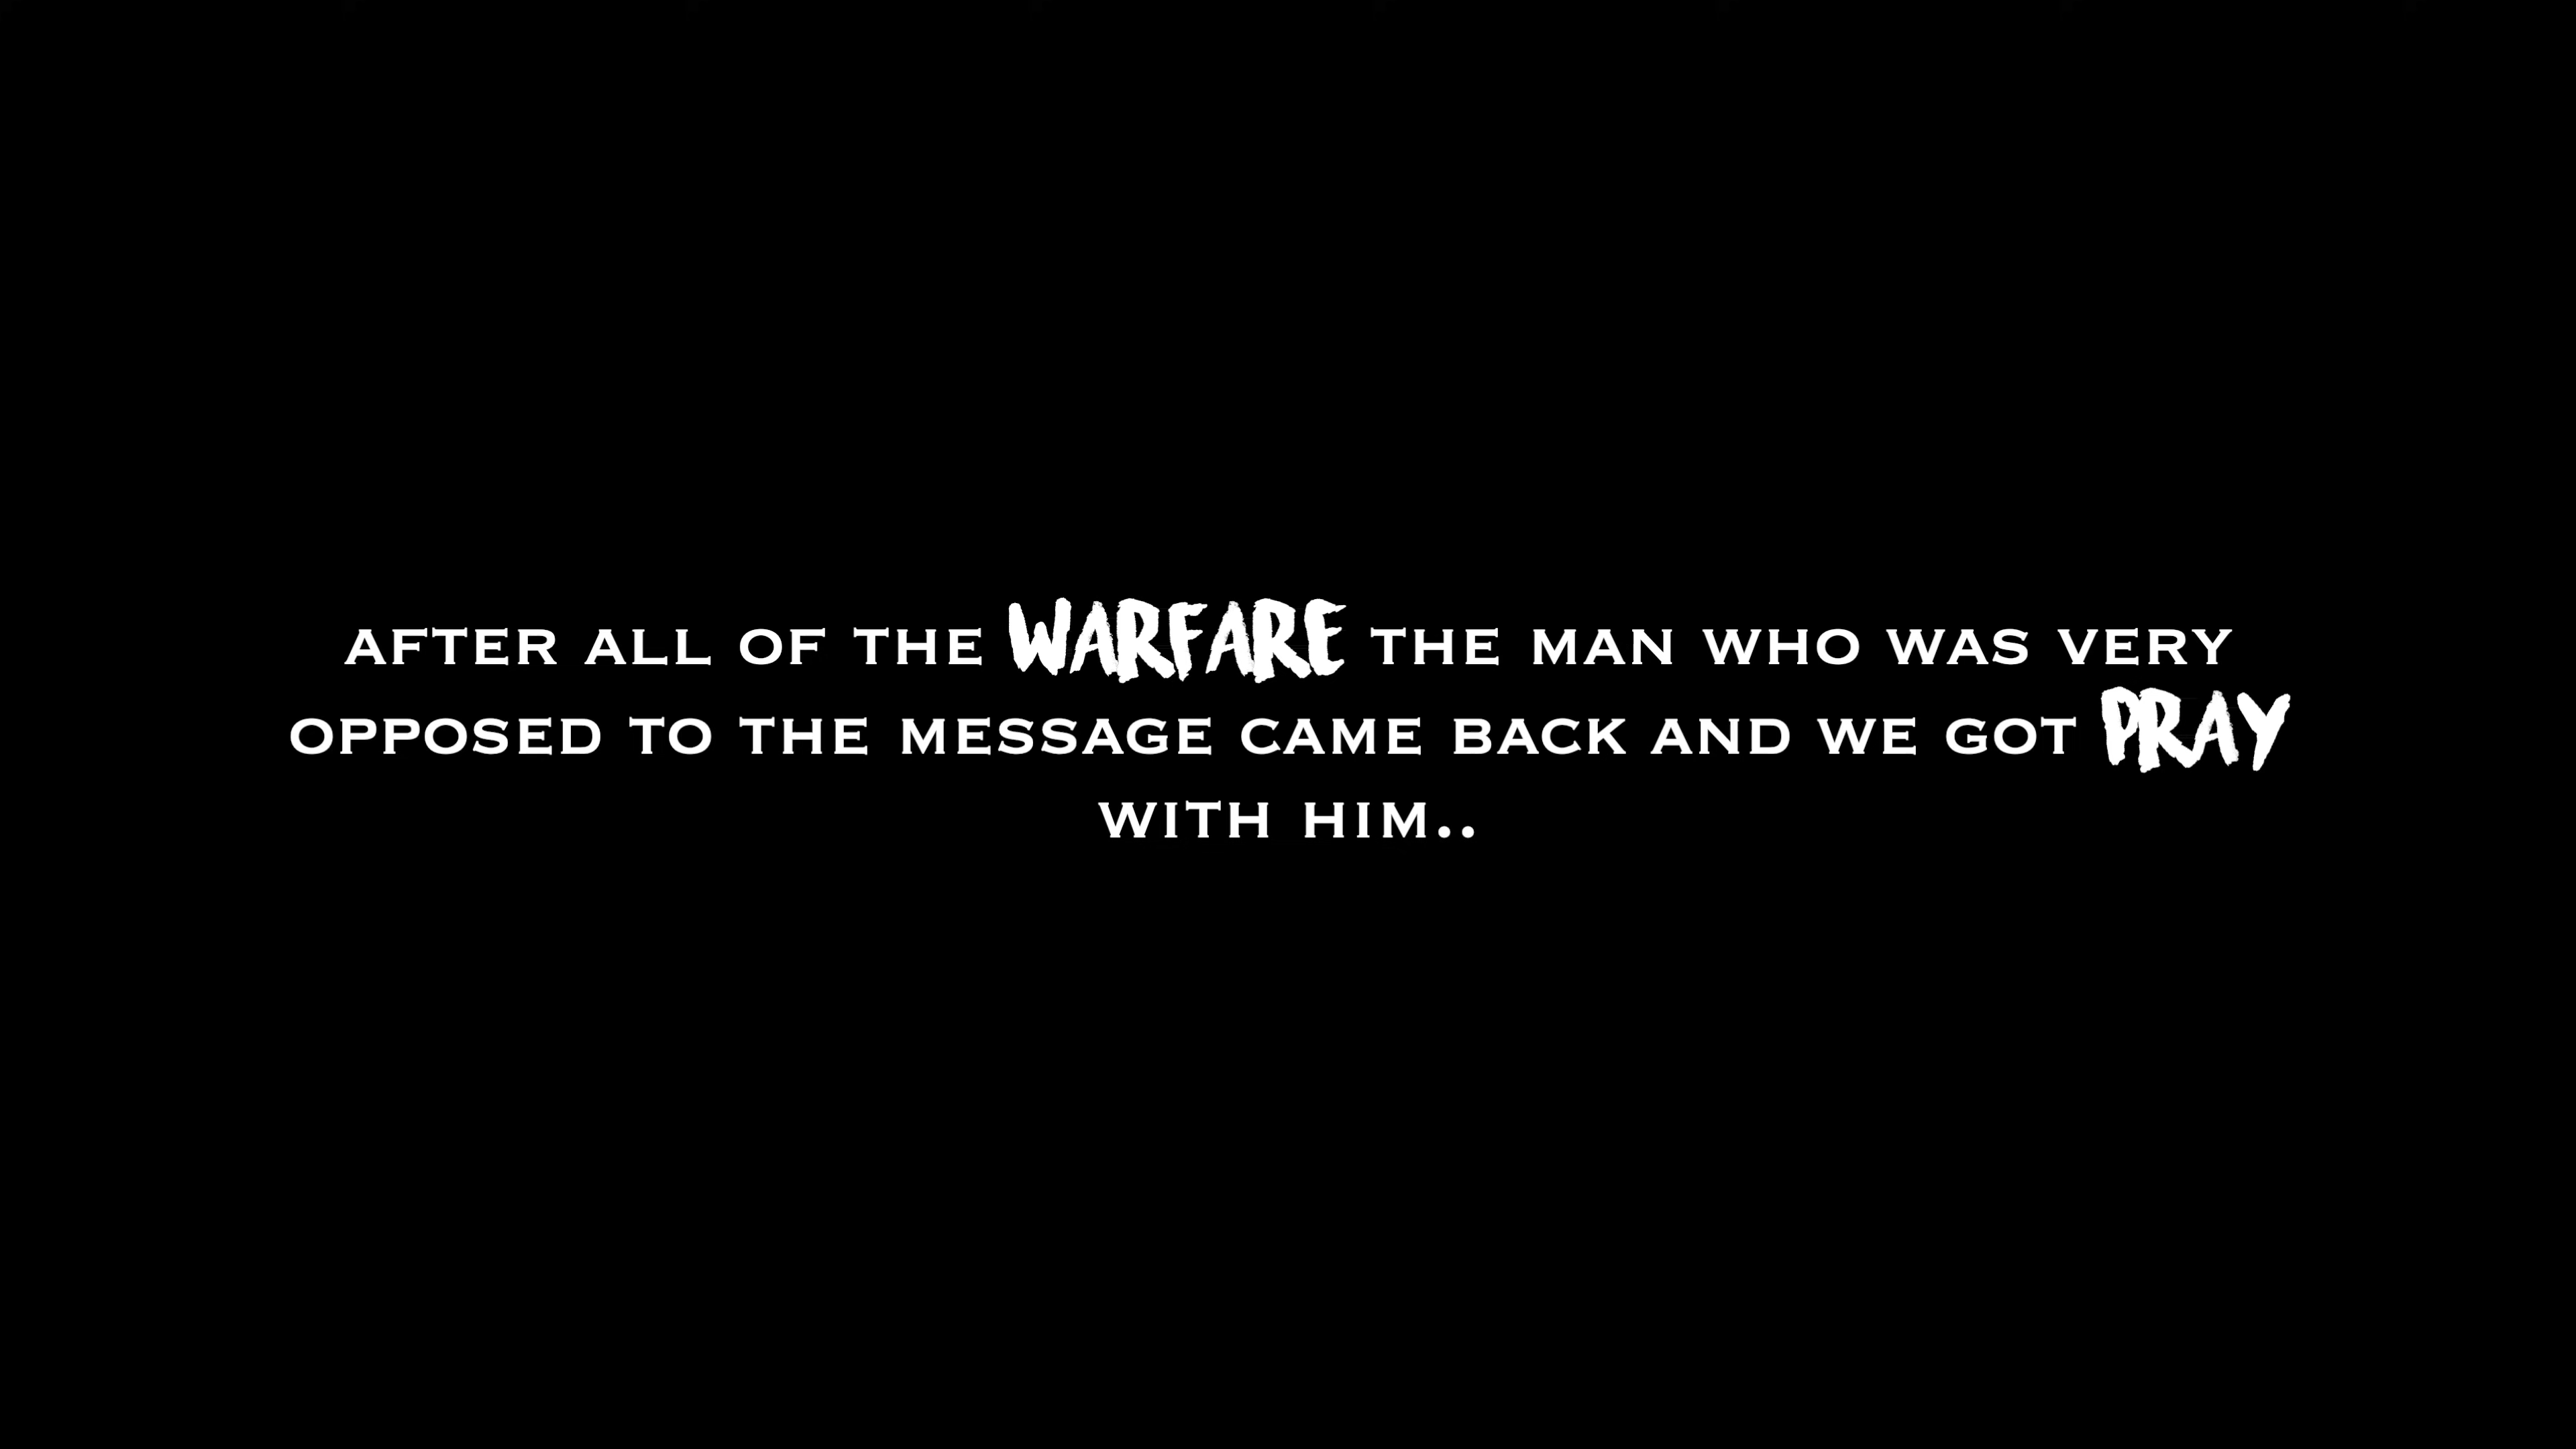 AFTER ALL OF THE WARFARE THE MAN WHO WAS VERY
OPPOSED TO THE MESSAGE CAME BACK AND WE GOT PRAY
WITH HIM..